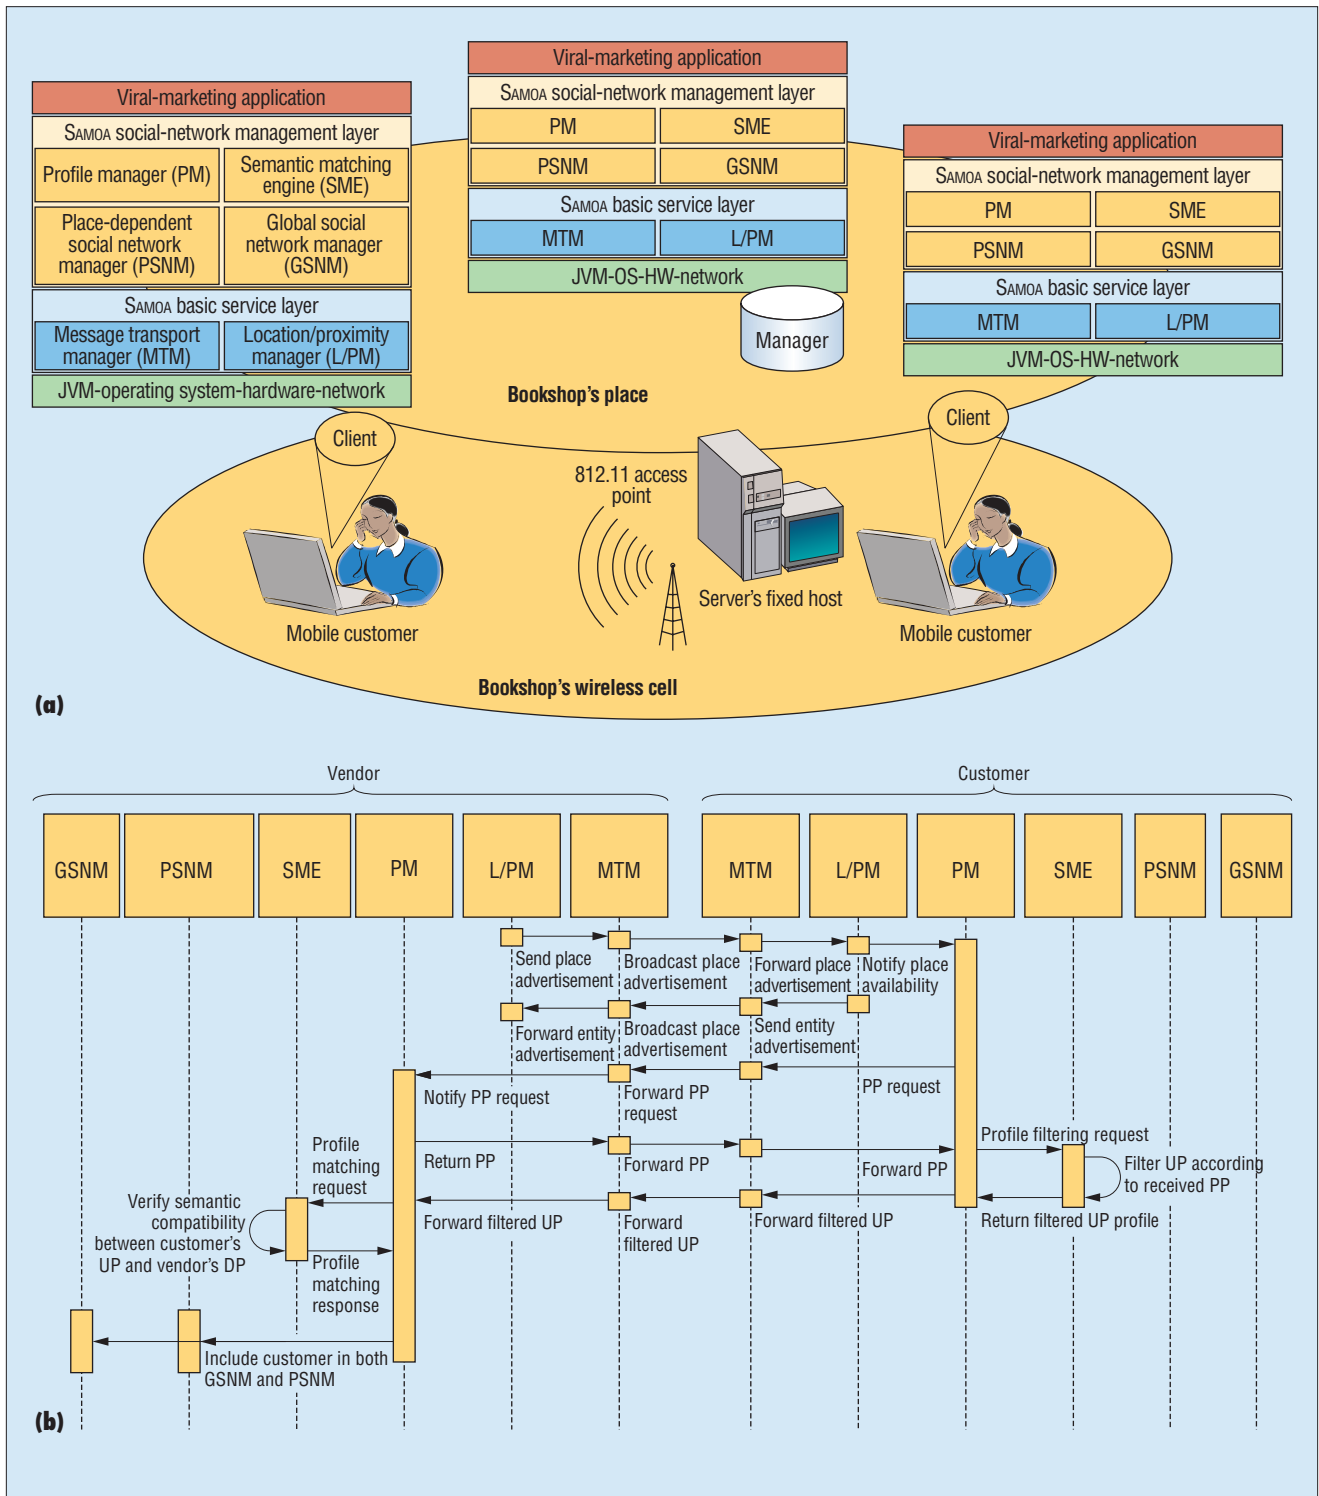 Viral-marketing application
SAMOA social-network management layer
Profile manager (PM)
Semantic matching
engine (SME)
Place-dependent
social network
manager (PSNM)
Global social
network manager
(GSNM)
SAMOA basic service layer
Message transport
manager (MTM)
Location/proximity
manager (L/PM)
JVM-operating system-hardware-network
Viral-marketing application
SAMOA social-network management layer
PM
SME
PSNM
GSNM
SAMOA basic service layer
MTM
L/PM
JVM-OS-HW-network
Manager
Viral-marketing application
SAMOA social-network management layer
PM
SME
PSNM
GSNM
SAMOA basic service layer
MTM
L/PM
JVM-OS-HW-network
Bookshop's place
Client
Client
812.11 access
point
Server's fixed host
Mobile customer
Mobile customer
Bookshop's wireless cell
(a)
Vendor
Customer
GSNM
PSNM
SME
PM
L/PM
MTM
MTM
L/PM
PM
SME
PSNM
GSNM
Send place
advertisement
Broadcast place
advertisement
Forward place
advertisement
Notify place
availability
Forward entity
advertisement
Broadcast place
advertisement
Send entity
advertisement
Notify PP request
Forward PP
request
PP request
Return PP
Forward PP
Forward PP
Profile filtering request
Filter UP according
to received PP
Profile
matching
request
Forward filtered UP
Forward
filtered UP
Forward filtered UP
Return filtered UP profile
Verify semantic
compatibility
between customer's
UP and vendor's DP
Profile
matching
response
Include customer in both
GSNM and PSNM
(b)